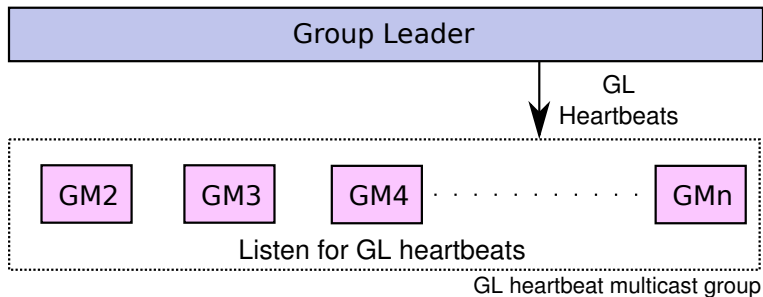 Group Leader
GL
Heartbeats
GM2 GM3 GM4 . . . . . . . . . . . GMn
Listen for GL heartbeats
GL heartbeat multicast group